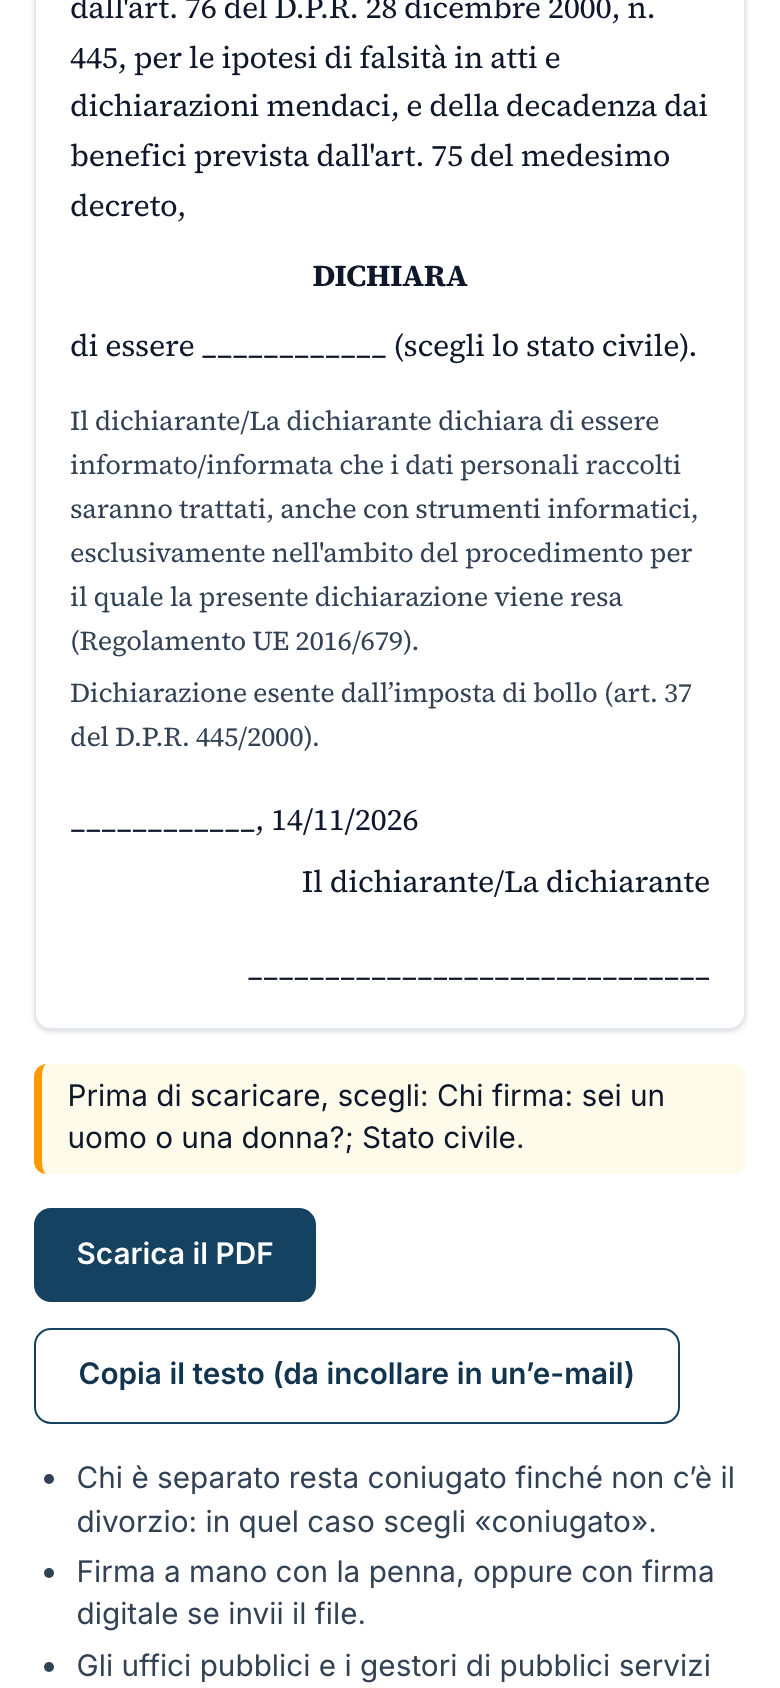 dall'art. 76 del D.P.R. 28 dicembre 2000, n.
445, per le ipotesi di falsità in atti e
dichiarazioni mendaci, e della decadenza dai
benefici prevista dall'art. 75 del medesimo
decreto,
DICHIARA
di essere ____________ (scegli lo stato civile).
Il dichiarante/La dichiarante dichiara di essere
informato/informata che i dati personali raccolti
saranno trattati, anche con strumenti informatici,
esclusivamente nell'ambito del procedimento per
il quale la presente dichiarazione viene resa
(Regolamento UE 2016/679).
Dichiarazione esente dall’imposta di bollo (art. 37
del D.P.R. 445/2000).
____________, 14/11/2026
Il dichiarante/La dichiarante
______________________________
Prima di scaricare, scegli: Chi firma: sei un
uomo o una donna?; Stato civile.
Scarica il PDF
Copia il testo (da incollare in un’e-mail)
• Chi è separato resta coniugato finché non c’è il
divorzio: in quel caso scegli «coniugato».
• Firma a mano con la penna, oppure con firma
digitale se invii il file.
• Gli uffici pubblici e i gestori di pubblici servizi